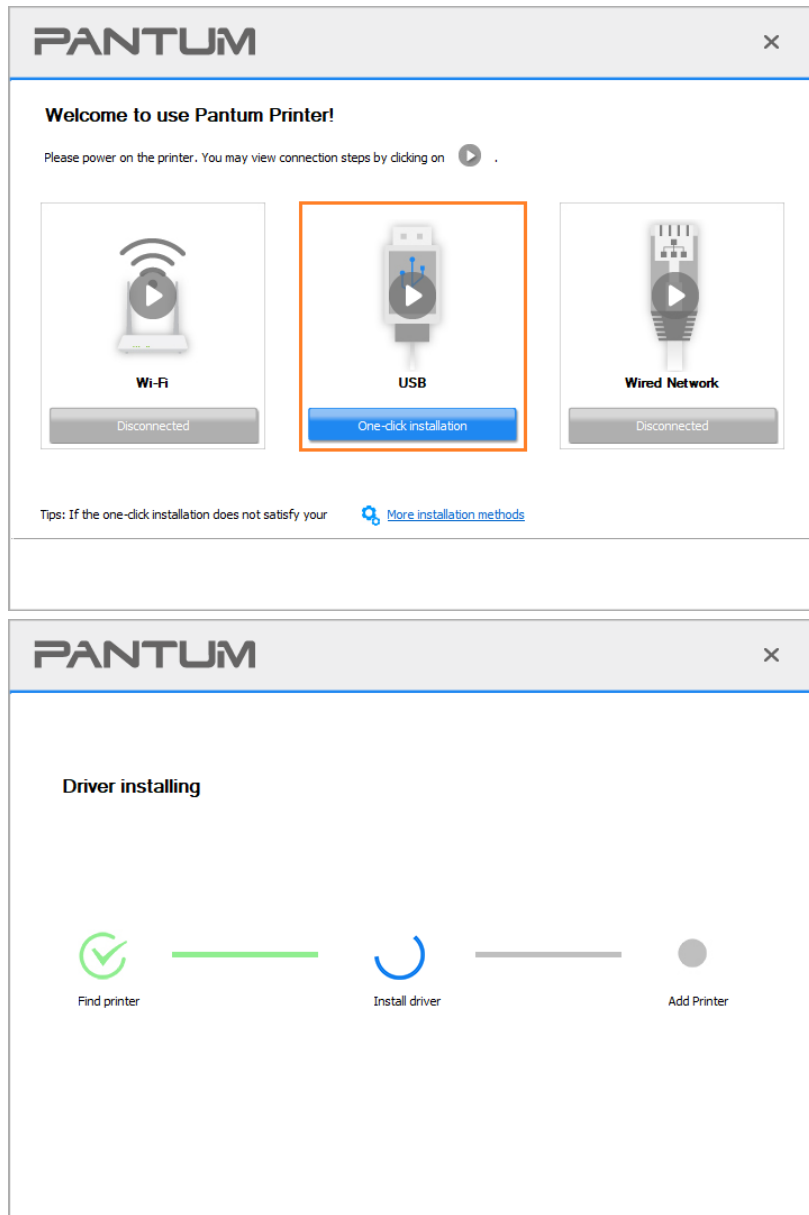 PANTUM
Welcome to use Pantum Printer!
Please power on the printer. You may view connection steps by clicking on .
Wi-Fi
USB
Wired Network
Disconnected
One-click installation
Disconnected
Tips: If the one-click installation does not satisfy your More installation methods
PANTUM
Driver installing
Find printer
Install driver
Add Printer